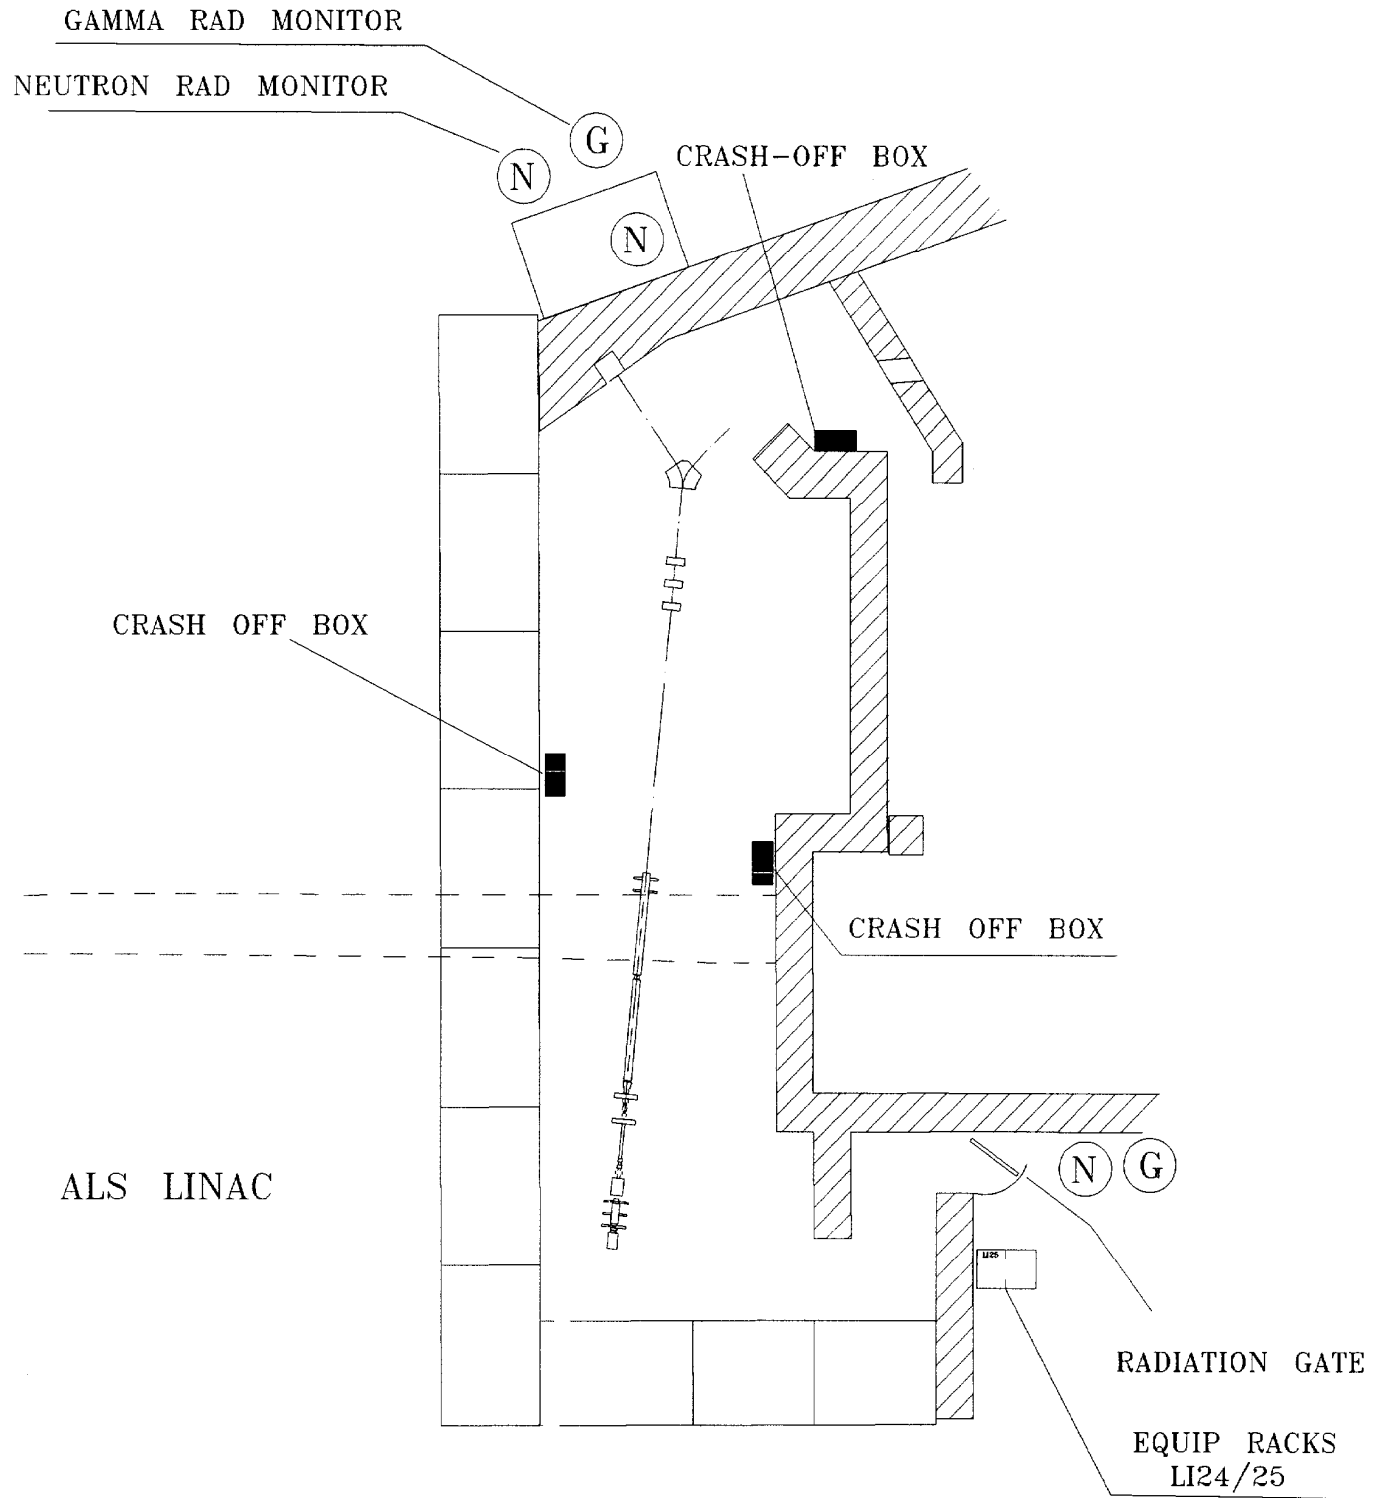 GAMMA RAD MONITOR
NEUTRON RAD MONITOR
G
N
CRASH-OFF BOX
N
CRASH OFF BOX
CRASH OFF BOX
N G
ALS LINAC
LI25
RADIATION GATE
EQUIP RACKS
LI24/25